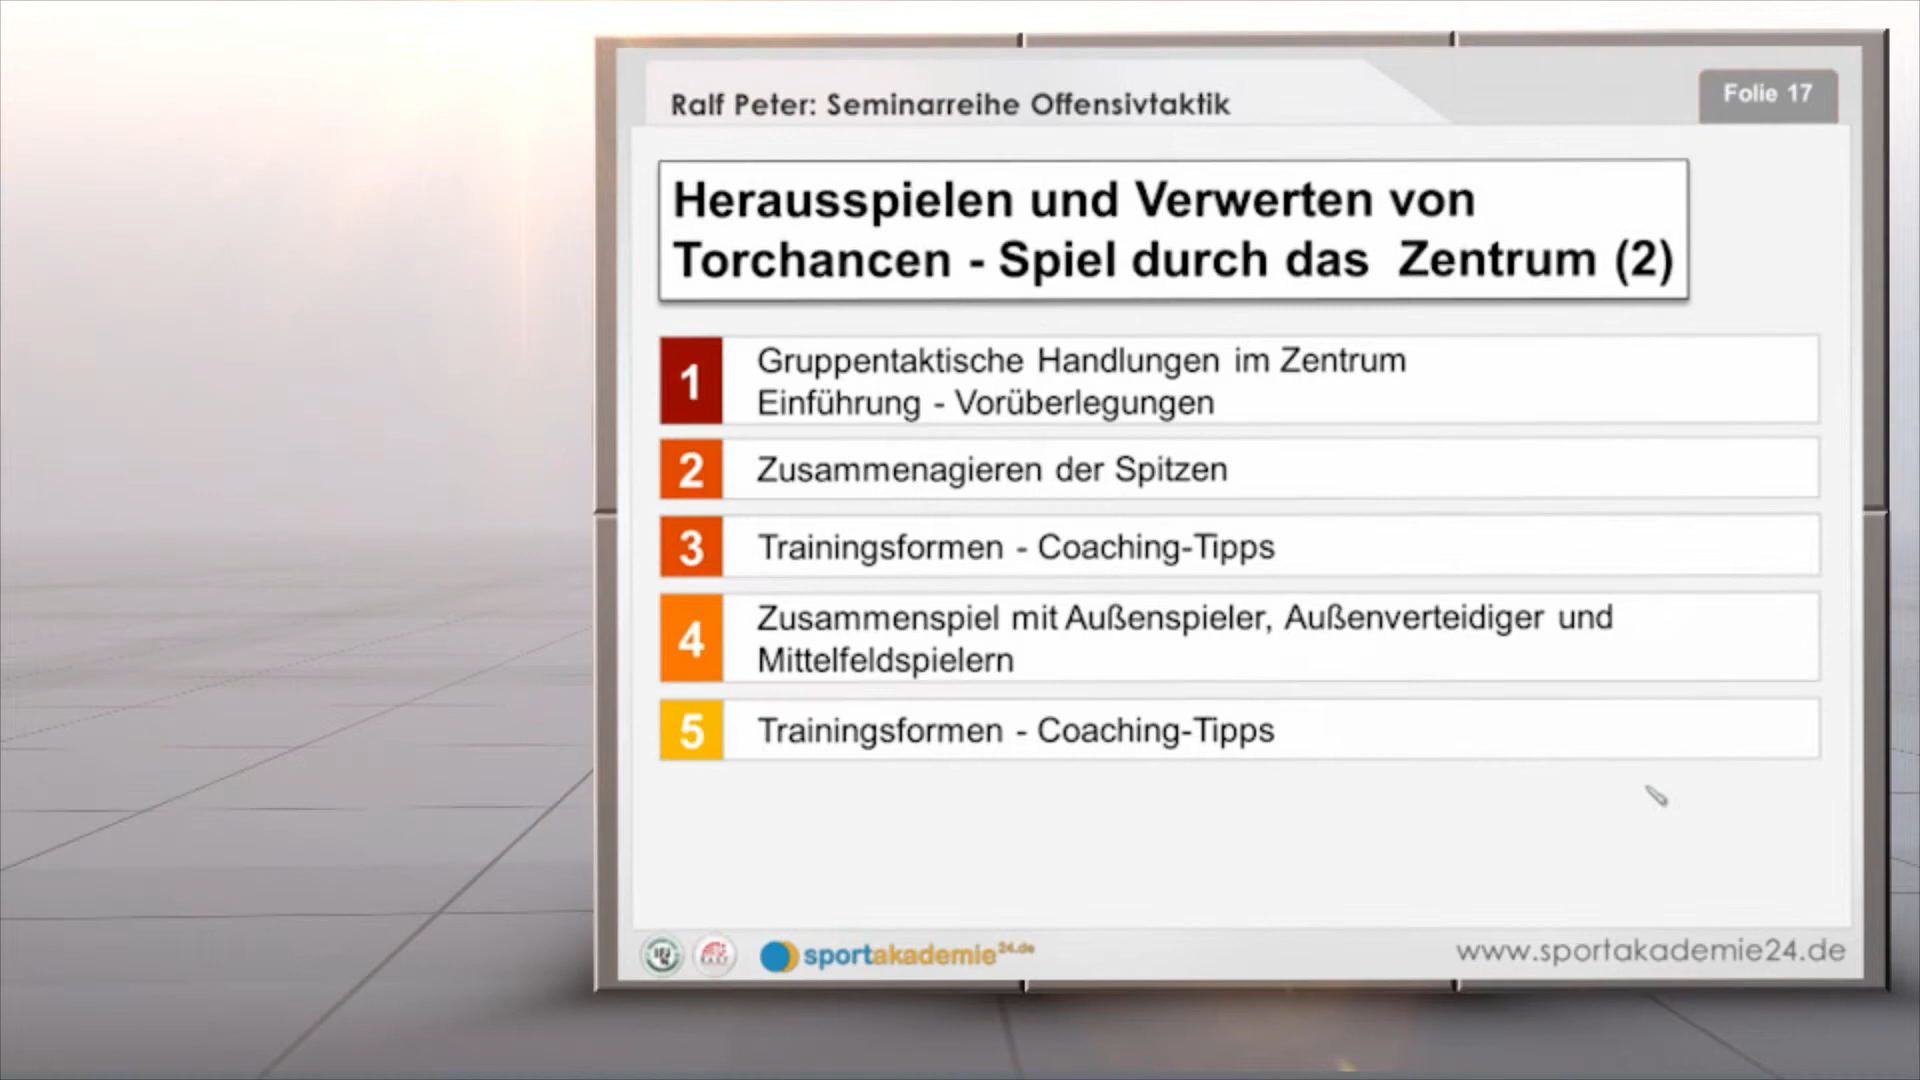 Ralf Peter: Seminarreihe Offensivtaktik
Folie 17
Herausspielen und Verwerten von
Torchancen - Spiel durch das Zentrum (2)
1
Gruppentaktische Handlungen im Zentrum
Einführung - Vorüberlegungen
2
Zusammenagieren der Spitzen
3
Trainingsformen - Coaching-Tipps
4
Zusammenspiel mit Außenspieler, Außenverteidiger und
Mittelfeldspielern
5
Trainingsformen - Coaching-Tipps
sportakademie24.de
www.sportakademie24.de